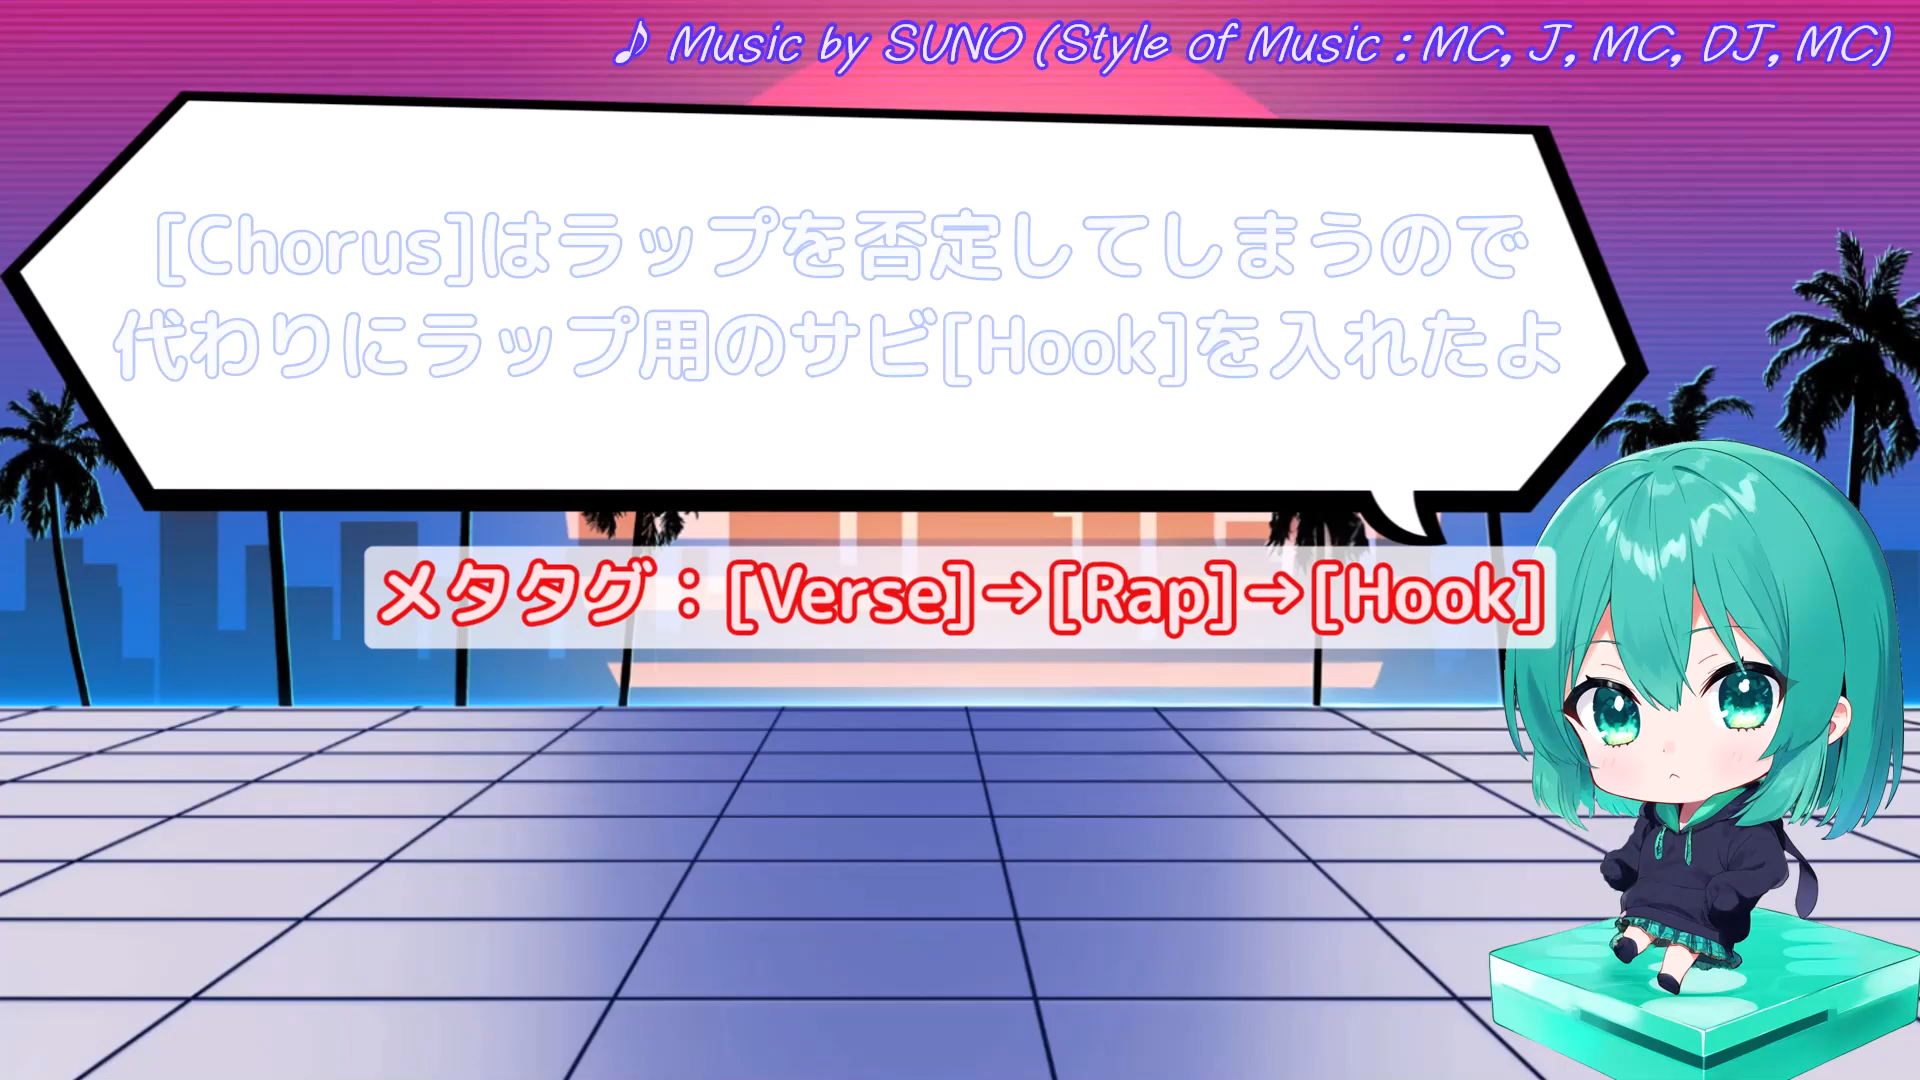 ♪ Music by SUNO (Style of Music : MC, J, MC, DJ, MC)
[Chorus]はラップを否定してしまうので
代わりにラップ用のサビ[Hook]を入れたよ
メタタグ：[Verse]→[Rap]→[Hook]